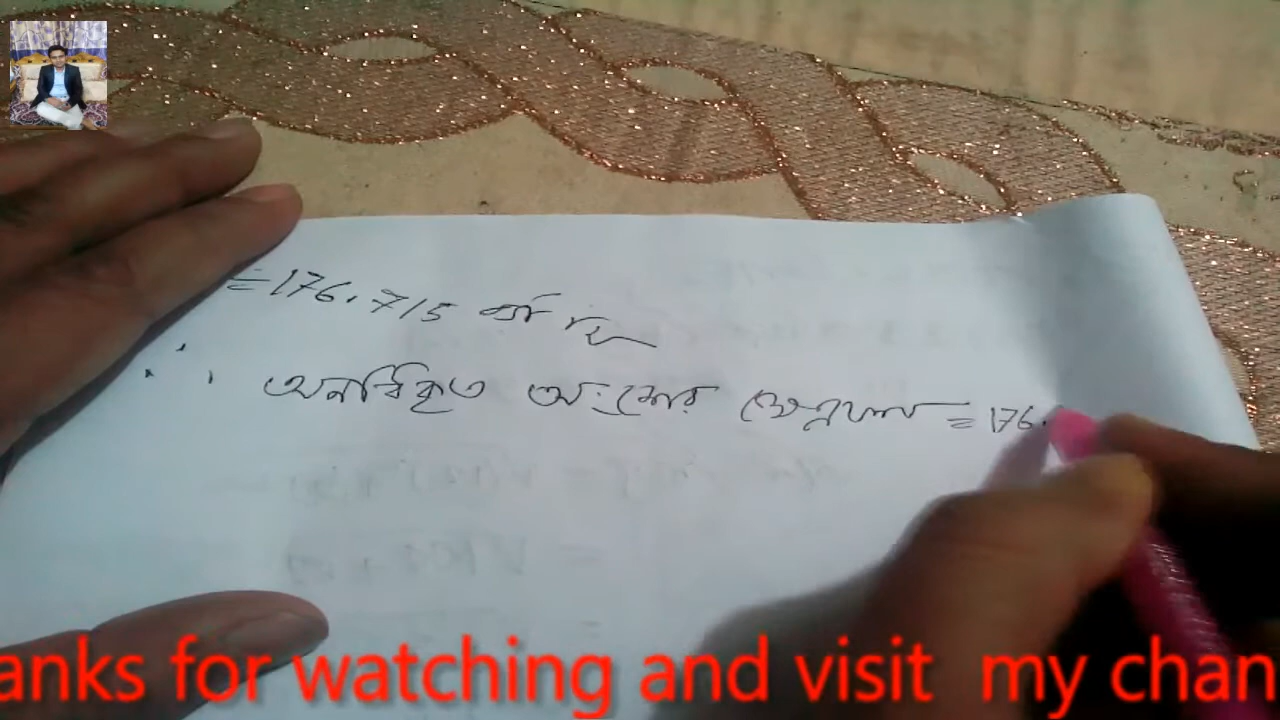 =176.715 বর্গ
∴ অনধিকৃত অংশের ক্ষেত্রফল = 176.
anks for watching and visit my chan